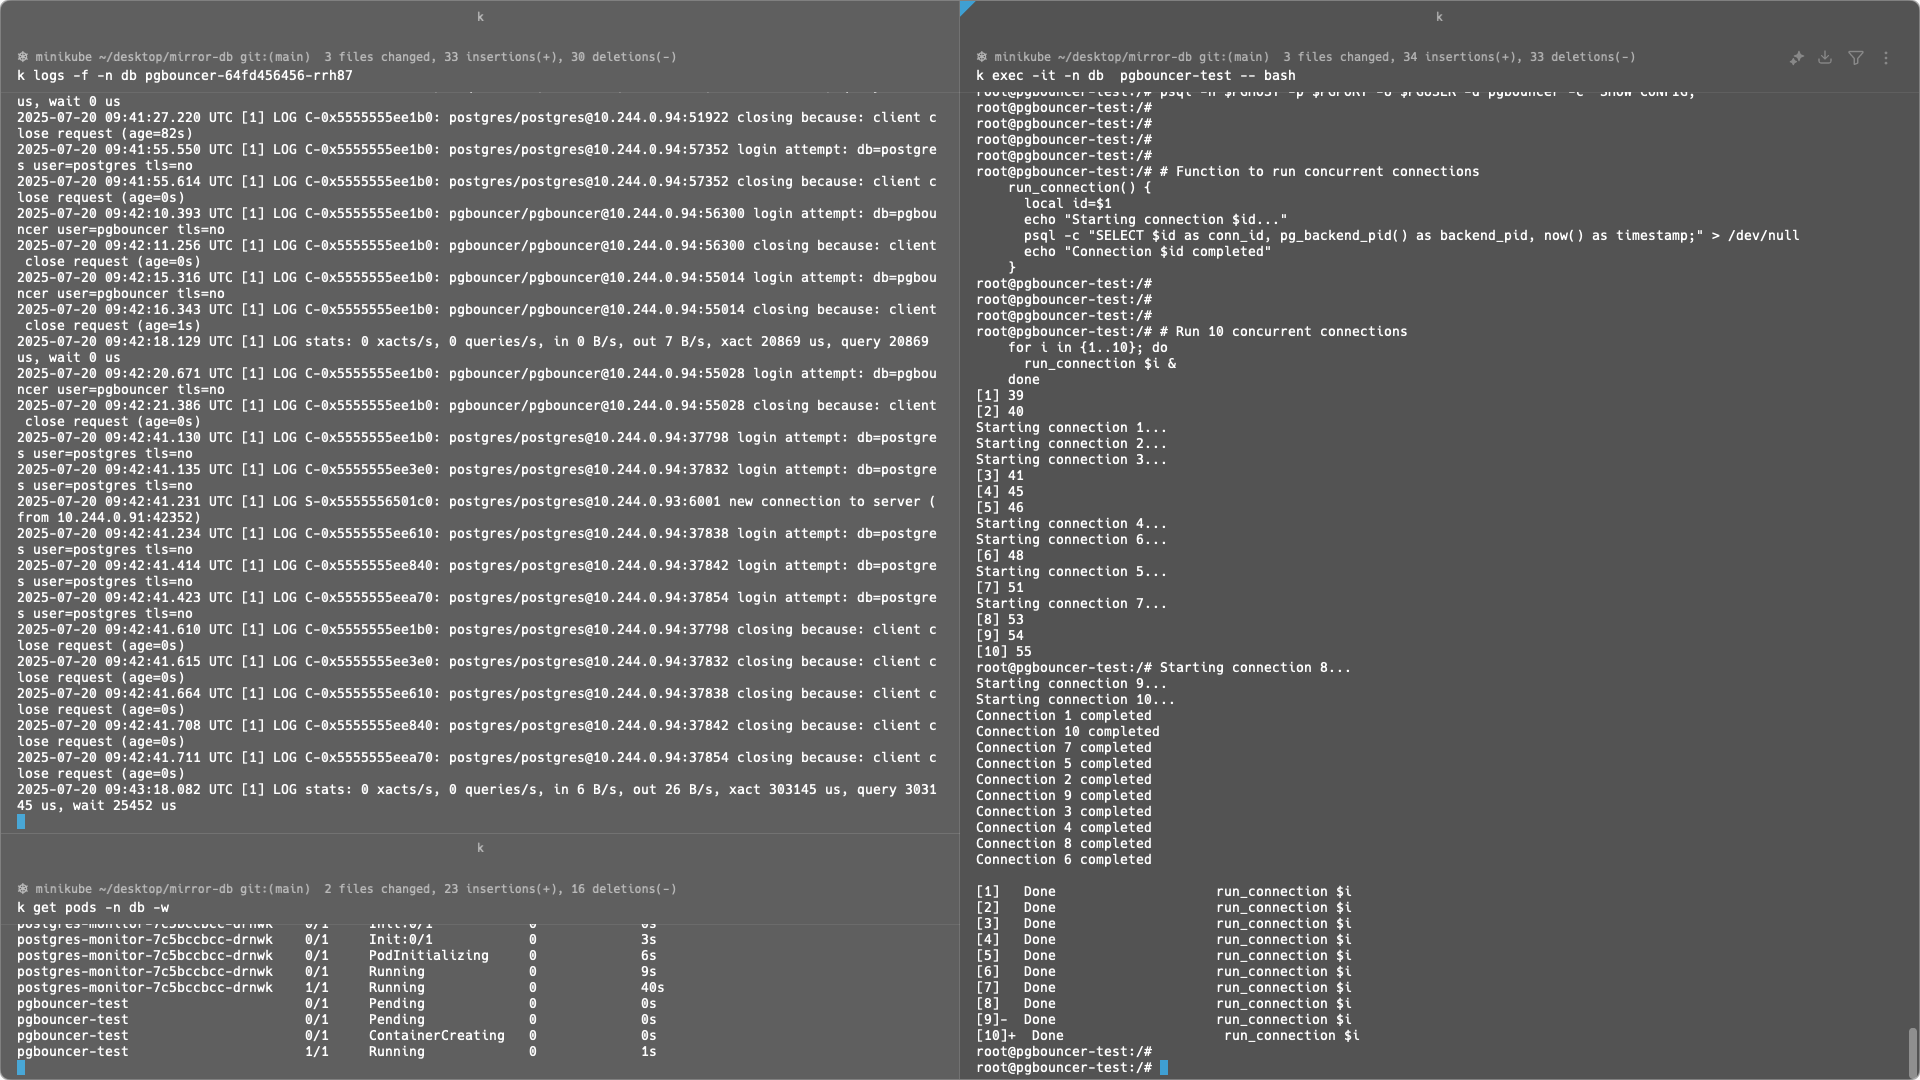 k
minikube ~/desktop/mirror-db git:(main)  3 files changed, 33 insertions(+), 30 deletions(-)
k logs -f -n db pgbouncer-64fd456456-rrh87
us, wait 0 us
2025-07-20 09:41:27.220 UTC [1] LOG C-0x5555555ee1b0: postgres/postgres@10.244.0.94:51922 closing because: client c
lose request (age=82s)
2025-07-20 09:41:55.550 UTC [1] LOG C-0x5555555ee1b0: postgres/postgres@10.244.0.94:57352 login attempt: db=postgre
s user=postgres tls=no
2025-07-20 09:41:55.614 UTC [1] LOG C-0x5555555ee1b0: postgres/postgres@10.244.0.94:57352 closing because: client c
lose request (age=0s)
2025-07-20 09:42:10.393 UTC [1] LOG C-0x5555555ee1b0: pgbouncer/pgbouncer@10.244.0.94:56300 login attempt: db=pgbou
ncer user=pgbouncer tls=no
2025-07-20 09:42:11.256 UTC [1] LOG C-0x5555555ee1b0: pgbouncer/pgbouncer@10.244.0.94:56300 closing because: client
 close request (age=0s)
2025-07-20 09:42:15.316 UTC [1] LOG C-0x5555555ee1b0: pgbouncer/pgbouncer@10.244.0.94:55014 login attempt: db=pgbou
ncer user=pgbouncer tls=no
2025-07-20 09:42:16.343 UTC [1] LOG C-0x5555555ee1b0: pgbouncer/pgbouncer@10.244.0.94:55014 closing because: client
 close request (age=1s)
2025-07-20 09:42:18.129 UTC [1] LOG stats: 0 xacts/s, 0 queries/s, in 0 B/s, out 7 B/s, xact 20869 us, query 20869
us, wait 0 us
2025-07-20 09:42:20.671 UTC [1] LOG C-0x5555555ee1b0: pgbouncer/pgbouncer@10.244.0.94:55028 login attempt: db=pgbou
ncer user=pgbouncer tls=no
2025-07-20 09:42:21.386 UTC [1] LOG C-0x5555555ee1b0: pgbouncer/pgbouncer@10.244.0.94:55028 closing because: client
 close request (age=0s)
2025-07-20 09:42:41.130 UTC [1] LOG C-0x5555555ee1b0: postgres/postgres@10.244.0.94:37798 login attempt: db=postgre
s user=postgres tls=no
2025-07-20 09:42:41.135 UTC [1] LOG C-0x5555555ee3e0: postgres/postgres@10.244.0.94:37832 login attempt: db=postgre
s user=postgres tls=no
2025-07-20 09:42:41.231 UTC [1] LOG S-0x5555556501c0: postgres/postgres@10.244.0.93:6001 new connection to server (
from 10.244.0.91:42352)
2025-07-20 09:42:41.234 UTC [1] LOG C-0x5555555ee610: postgres/postgres@10.244.0.94:37838 login attempt: db=postgre
s user=postgres tls=no
2025-07-20 09:42:41.414 UTC [1] LOG C-0x5555555ee840: postgres/postgres@10.244.0.94:37842 login attempt: db=postgre
s user=postgres tls=no
2025-07-20 09:42:41.423 UTC [1] LOG C-0x5555555eea70: postgres/postgres@10.244.0.94:37854 login attempt: db=postgre
s user=postgres tls=no
2025-07-20 09:42:41.610 UTC [1] LOG C-0x5555555ee1b0: postgres/postgres@10.244.0.94:37798 closing because: client c
lose request (age=0s)
2025-07-20 09:42:41.615 UTC [1] LOG C-0x5555555ee3e0: postgres/postgres@10.244.0.94:37832 closing because: client c
lose request (age=0s)
2025-07-20 09:42:41.664 UTC [1] LOG C-0x5555555ee610: postgres/postgres@10.244.0.94:37838 closing because: client c
lose request (age=0s)
2025-07-20 09:42:41.708 UTC [1] LOG C-0x5555555ee840: postgres/postgres@10.244.0.94:37842 closing because: client c
lose request (age=0s)
2025-07-20 09:42:41.711 UTC [1] LOG C-0x5555555eea70: postgres/postgres@10.244.0.94:37854 closing because: client c
lose request (age=0s)
2025-07-20 09:43:18.082 UTC [1] LOG stats: 0 xacts/s, 0 queries/s, in 6 B/s, out 26 B/s, xact 303145 us, query 3031
45 us, wait 25452 us
k
minikube ~/desktop/mirror-db git:(main)  2 files changed, 23 insertions(+), 16 deletions(-)
k get pods -n db -w
postgres-monitor-7c5bccbcc-drnwk    0/1     Init:0/1            0             0s
postgres-monitor-7c5bccbcc-drnwk    0/1     Init:0/1            0             3s
postgres-monitor-7c5bccbcc-drnwk    0/1     PodInitializing     0             6s
postgres-monitor-7c5bccbcc-drnwk    0/1     Running             0             9s
postgres-monitor-7c5bccbcc-drnwk    1/1     Running             0             40s
pgbouncer-test                      0/1     Pending             0             0s
pgbouncer-test                      0/1     Pending             0             0s
pgbouncer-test                      0/1     ContainerCreating   0             0s
pgbouncer-test                      1/1     Running             0             1s
k
minikube ~/desktop/mirror-db git:(main)  3 files changed, 34 insertions(+), 33 deletions(-)
k exec -it -n db  pgbouncer-test -- bash
root@pgbouncer-test:/# psql -h $PGHOST -p $PGPORT -U $PGUSER -d pgbouncer -c "SHOW CONFIG;
root@pgbouncer-test:/#
root@pgbouncer-test:/#
root@pgbouncer-test:/#
root@pgbouncer-test:/#
root@pgbouncer-test:/# # Function to run concurrent connections
    run_connection() {
      local id=$1
      echo "Starting connection $id..."
      psql -c "SELECT $id as conn_id, pg_backend_pid() as backend_pid, now() as timestamp;" > /dev/null
      echo "Connection $id completed"
    }
root@pgbouncer-test:/#
root@pgbouncer-test:/#
root@pgbouncer-test:/#
root@pgbouncer-test:/# # Run 10 concurrent connections
    for i in {1..10}; do
      run_connection $i &
    done
[1] 39
[2] 40
Starting connection 1...
Starting connection 2...
Starting connection 3...
[3] 41
[4] 45
[5] 46
Starting connection 4...
Starting connection 6...
[6] 48
Starting connection 5...
[7] 51
Starting connection 7...
[8] 53
[9] 54
[10] 55
root@pgbouncer-test:/# Starting connection 8...
Starting connection 9...
Starting connection 10...
Connection 1 completed
Connection 10 completed
Connection 7 completed
Connection 5 completed
Connection 2 completed
Connection 9 completed
Connection 3 completed
Connection 4 completed
Connection 8 completed
Connection 6 completed
[1]   Done                    run_connection $i
[2]   Done                    run_connection $i
[3]   Done                    run_connection $i
[4]   Done                    run_connection $i
[5]   Done                    run_connection $i
[6]   Done                    run_connection $i
[7]   Done                    run_connection $i
[8]   Done                    run_connection $i
[9]-  Done                    run_connection $i
[10]+  Done                    run_connection $i
root@pgbouncer-test:/#
root@pgbouncer-test:/#